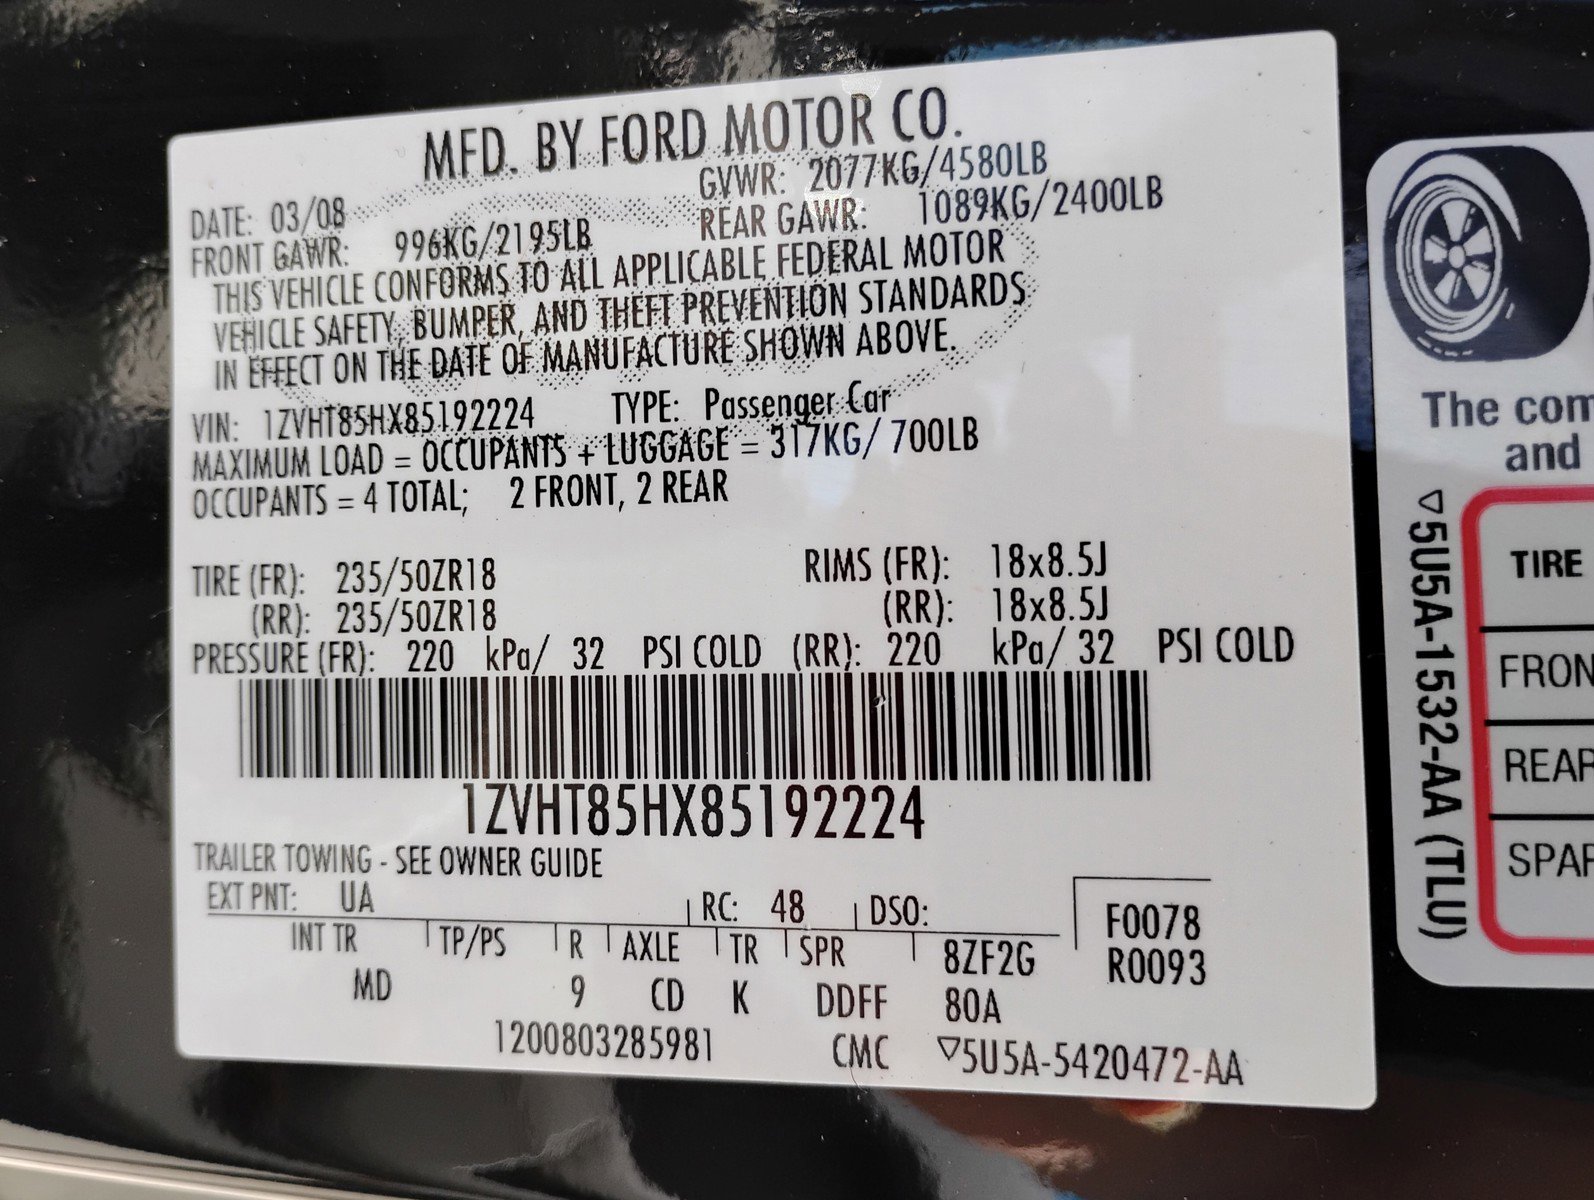 MFD. BY FORD MOTOR CO.
DATE: 03/08 GVWR: 2077KG/4580LB
FRONT GAWR: 996KG/2195LB REAR GAWR: 1089KG/2400LB
THIS VEHICLE CONFORMS TO ALL APPLICABLE FEDERAL MOTOR
VEHICLE SAFETY, BUMPER, AND THEFT PREVENTION STANDARDS
IN EFFECT ON THE DATE OF MANUFACTURE SHOWN ABOVE.
VIN: 1ZVHT85HX85192224 TYPE: Passenger Car
MAXIMUM LOAD = OCCUPANTS + LUGGAGE = 317KG/ 700LB
OCCUPANTS = 4 TOTAL; 2 FRONT, 2 REAR
TIRE (FR): 235/50ZR18 RIMS (FR): 18x8.5J
(RR): 235/50ZR18 (RR): 18x8.5J
PRESSURE (FR): 220 kPa/ 32 PSI COLD (RR): 220 kPa/ 32 PSI COLD
1ZVHT85HX85192224
TRAILER TOWING - SEE OWNER GUIDE
EXT PNT: UA RC: 48 DSO:
F0078
INT TR TP/PS R AXLE TR SPR 8ZF2G
R0093
MD 9 CD K DDFF 80A
1200803285981 CMC ▽5U5A-5420472-AA
The com
and
▽5U5A-1532-AA (TLU)
TIRE
FRON
REAR
SPAR